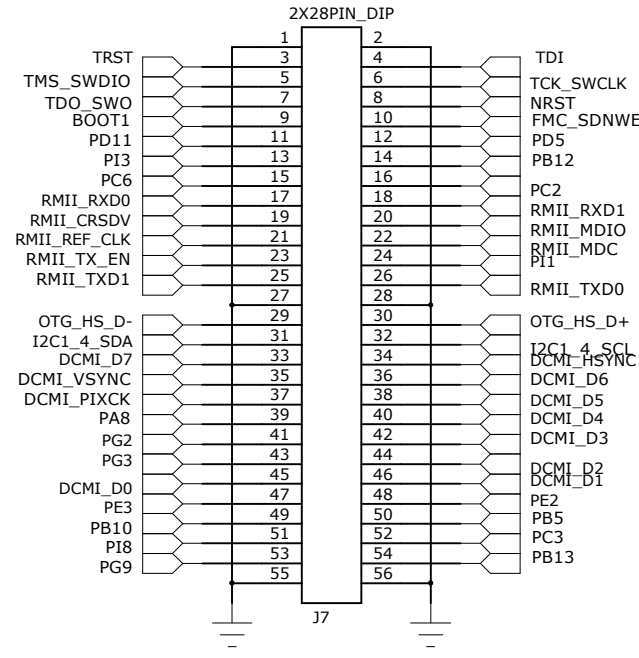 2X28PIN_DIP
1 2
TRST 3 4 TDI
TMS_SWDIO 5 6 TCK_SWCLK
TDO_SWO 7 8 NRST
BOOT1 9 10 FMC_SDNWE
PD11 11 12 PD5
PI3 13 14 PB12
PC6 15 16 PC2
RMII_RXD0 17 18 RMII_RXD1
RMII_CRSDV 19 20 RMII_MDIO
RMII_REF_CLK 21 22 RMII_MDC
RMII_TX_EN 23 24 PI1
RMII_TXD1 25 26 RMII_TXD0
27 28
OTG_HS_D- 29 30 OTG_HS_D+
I2C1_4_SDA 31 32 I2C1_4_SCL
DCMI_D7 33 34 DCMI_HSYNC
DCMI_VSYNC 35 36 DCMI_D6
DCMI_PIXCK 37 38 DCMI_D5
PA8 39 40 DCMI_D4
PG2 41 42 DCMI_D3
PG3 43 44 DCMI_D2
DCMI_D0 45 46 DCMI_D1
PE3 47 48 PE2
PB10 49 50 PB5
PI8 51 52 PC3
PG9 53 54 PB13
55 56
J7